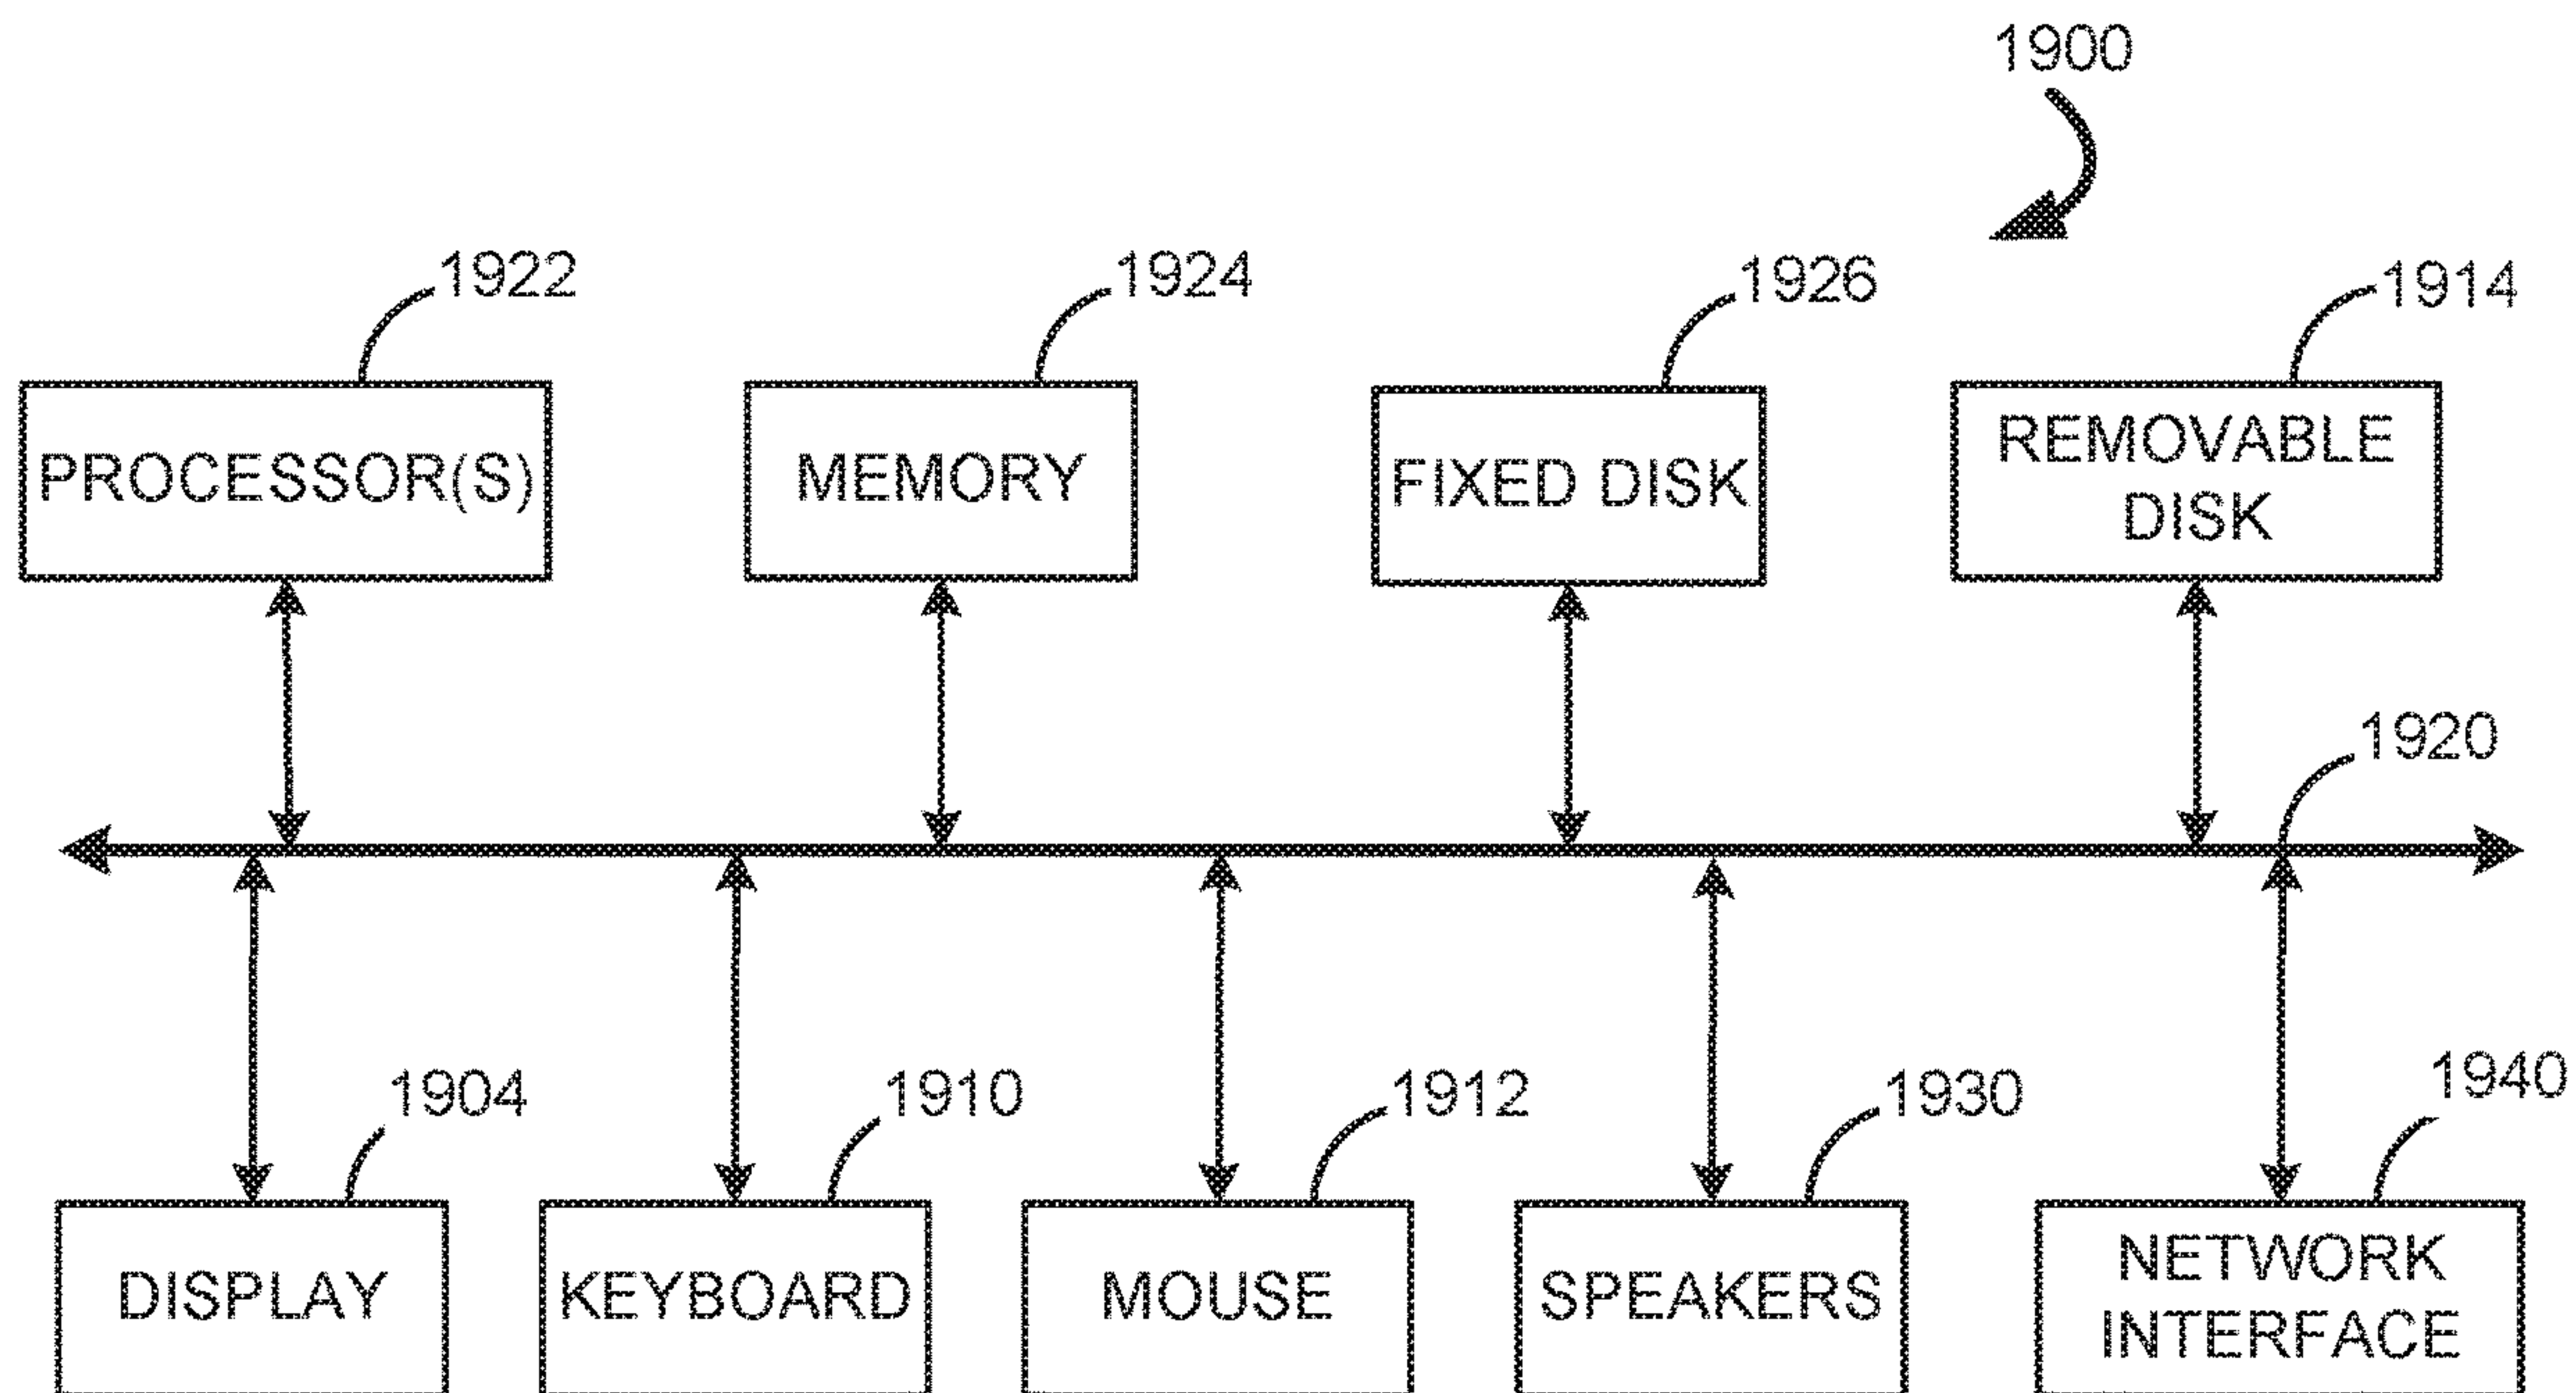 1900
1922
1924
1926
1914
PROCESSOR(S)
MEMORY
FIXED DISK
REMOVABLE
DISK
1920
1904
1910
1912
1930
1940
DISPLAY
KEYBOARD
MOUSE
SPEAKERS
NETWORK
INTERFACE